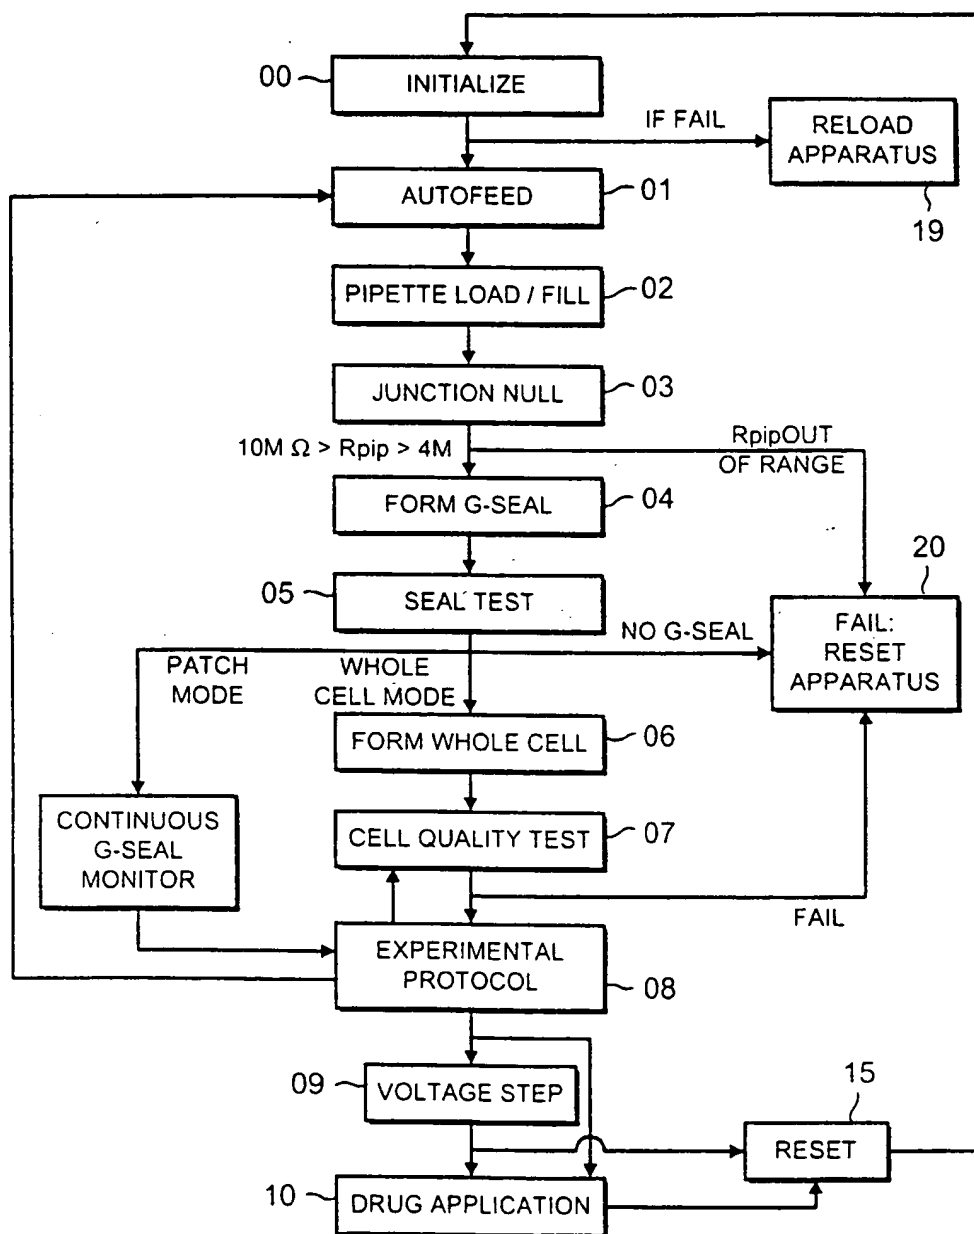 00
INITIALIZE
IF FAIL
RELOAD
APPARATUS
19
AUTOFEED
01
PIPETTE LOAD / FILL
02
JUNCTION NULL
03
10M Ω > Rpip > 4M
RpipOUT
OF RANGE
FORM G-SEAL
04
05
SEAL TEST
20
FAIL:
RESET
APPARATUS
NO G-SEAL
PATCH
MODE
WHOLE
CELL MODE
FORM WHOLE CELL
06
CONTINUOUS
G-SEAL
MONITOR
CELL QUALITY TEST
07
FAIL
EXPERIMENTAL
PROTOCOL
08
09
VOLTAGE STEP
15
RESET
10
DRUG APPLICATION